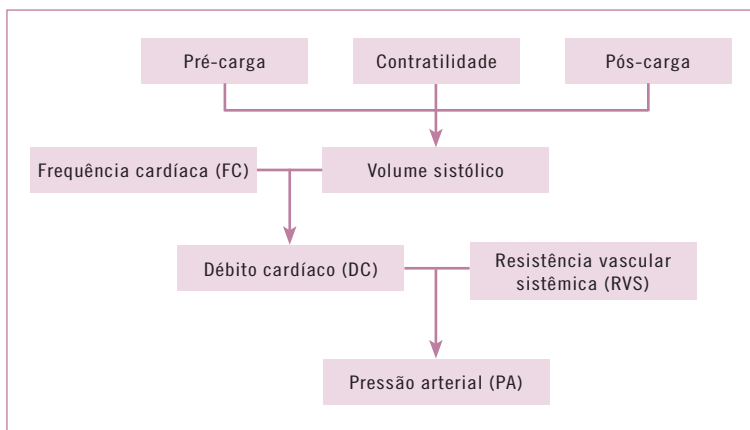 Pré-carga
Contratilidade
Pós-carga
Frequência cardíaca (FC)
Volume sistólico
Débito cardíaco (DC)
Resistência vascular
sistêmica (RVS)
Pressão arterial (PA)